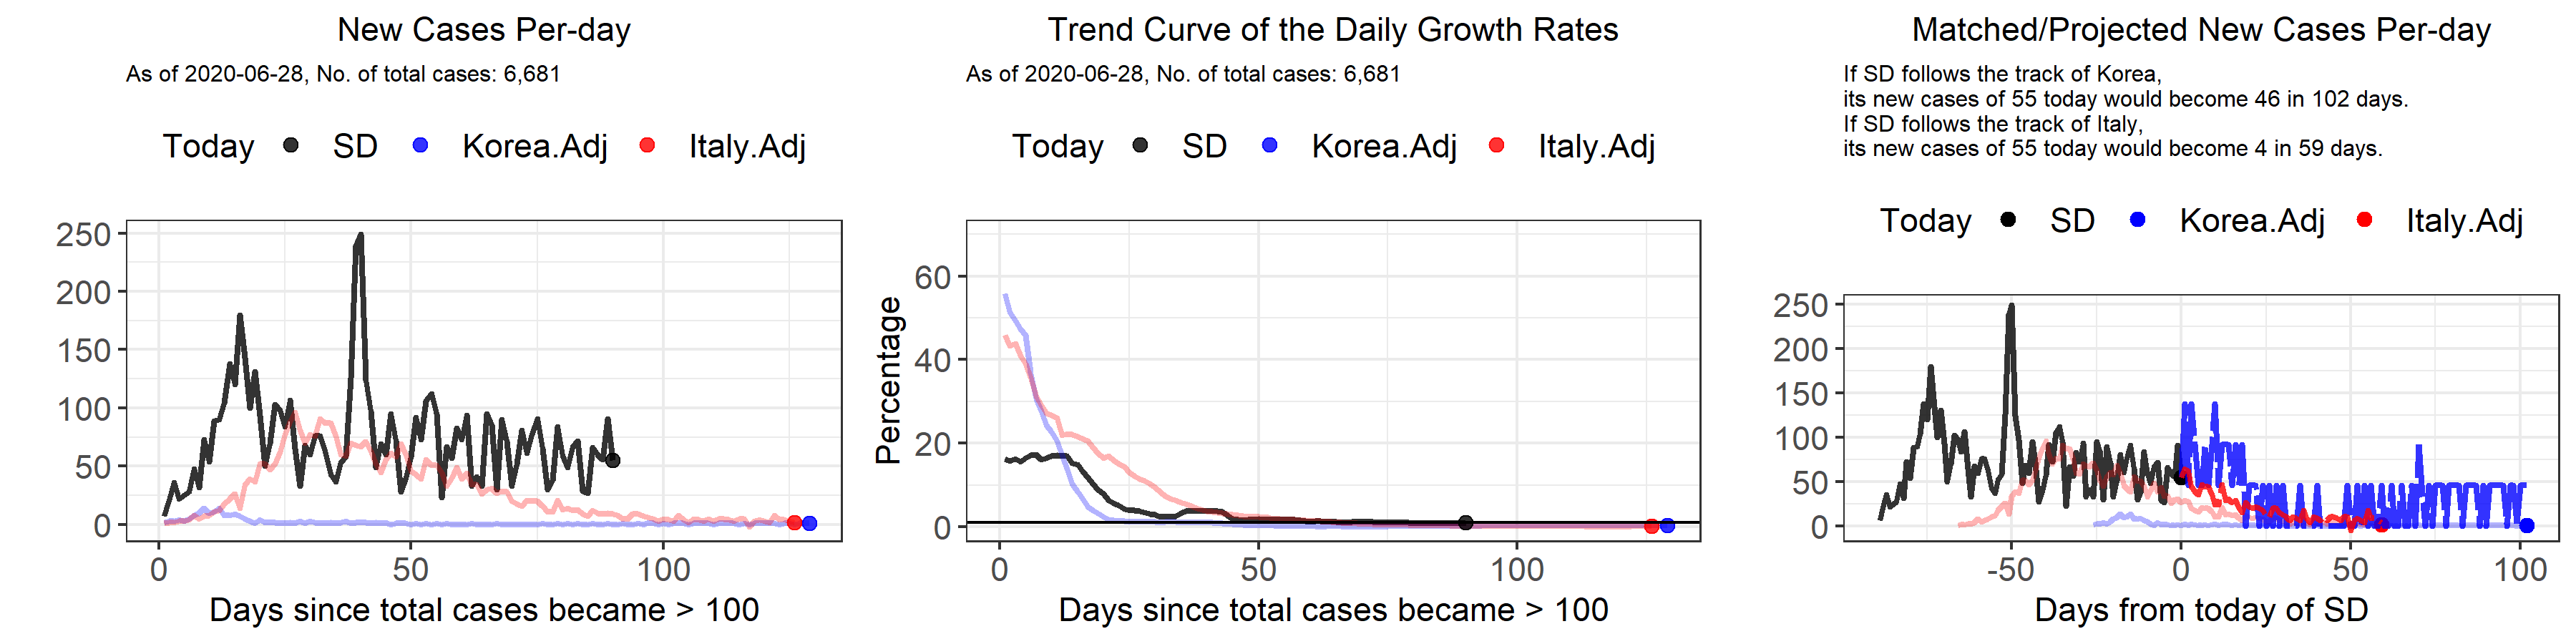 New Cases Per-day
As of 2020-06-28, No. of total cases: 6,681
Today SD Korea.Adj Italy.Adj
250
200
150
100
50
0
0 50 100
Days since total cases became > 100
Trend Curve of the Daily Growth Rates
As of 2020-06-28, No. of total cases: 6,681
Today SD Korea.Adj Italy.Adj
Percentage
60
40
20
0
0 50 100
Days since total cases became > 100
Matched/Projected New Cases Per-day
If SD follows the track of Korea,
its new cases of 55 today would become 46 in 102 days.
If SD follows the track of Italy,
its new cases of 55 today would become 4 in 59 days.
Today SD Korea.Adj Italy.Adj
250
200
150
100
50
0
-50 0 50 100
Days from today of SD